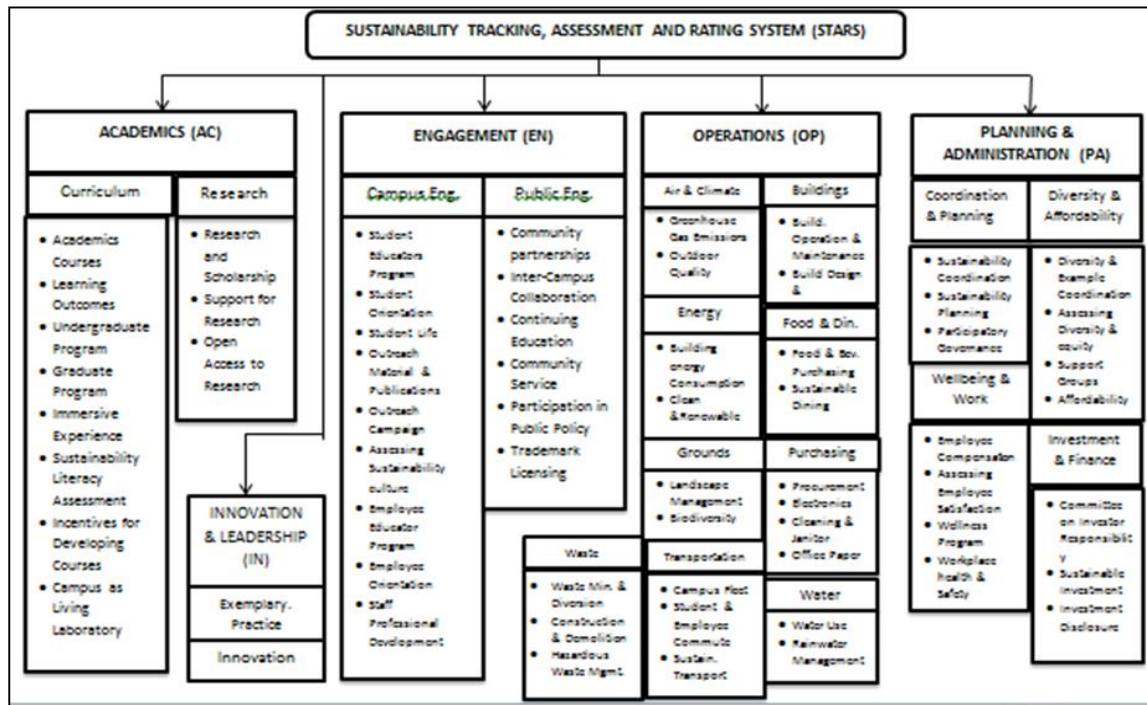 SUSTAINABILITY TRACKING, ASSESSMENT AND RATING SYSTEM (STARS)
ACADEMICS (AC)
Curriculum
• Academics
Courses
• Learning
Outcomes
• Undergraduate
Program
• Graduate
Program
• Immersive
Experience
• Sustainability
Literacy
Assessment
• Incentives for
Developing
Courses
• Campus as
Living
Laboratory
Research
• Research
and
Scholarship
• Support for
Research
• Open
Access to
Research
INNOVATION
& LEADERSHIP
(IN)
Exemplary.
Practice
Innovation
ENGAGEMENT (EN)
Campus Eng.
• Student
Educators
Program
• Student
Orientation
• Student Life
• Outreach
Material &
Publications
• Outreach
Campaign
• Assessing
Sustainability
culture
• Employee
Educator
Program
• Employee
Orientation
• Staff
Professional
Development
Public Eng.
• Community
partnerships
• Inter-Campus
Collaboration
• Continuing
Education
• Community
Service
• Participation in
Public Policy
• Trademark
Licensing
OPERATIONS (OP)
Air & Climate
• Greenhouse
Gas Emissions
• Outdoor
Quality
Buildings
• Build.
Operation &
Maintenance
• Build Design
&
Energy
• Building
energy
Consumption
• Clean
&Renewable
Food & Din.
• Food & Bev.
Purchasing
• Sustainable
Dining
Grounds
• Landscape
Management
• Biodiversity
Purchasing
• Procurement
• Electronics
• Cleaning &
Janitor
• Office Paper
Waste
• Waste Min. &
Diversion
• Construction
& Demolition
• Hazardous
Waste Mgmt.
Transportation
• Campus Fleet
• Student &
Employee
Commute
• Sustain.
Transport
Water
• Water Use
• Rainwater
Management
PLANNING &
ADMINISTRATION (PA)
Coordination
& Planning
• Sustainability
Coordination
• Sustainability
Planning
• Participatory
Governance
Diversity &
Affordability
• Diversity &
Example
Coordination
• Assessing
Diversity &
equity
• Support
Groups
• Affordability
Wellbeing &
Work
• Employee
Compensation
• Assessing
Employee
Satisfaction
• Wellness
Program
• Workplace
health &
Safety
Investment
& Finance
• Committee
on Investor
Responsibilit
y
• Sustainable
Investment
• Investment
Disclosure